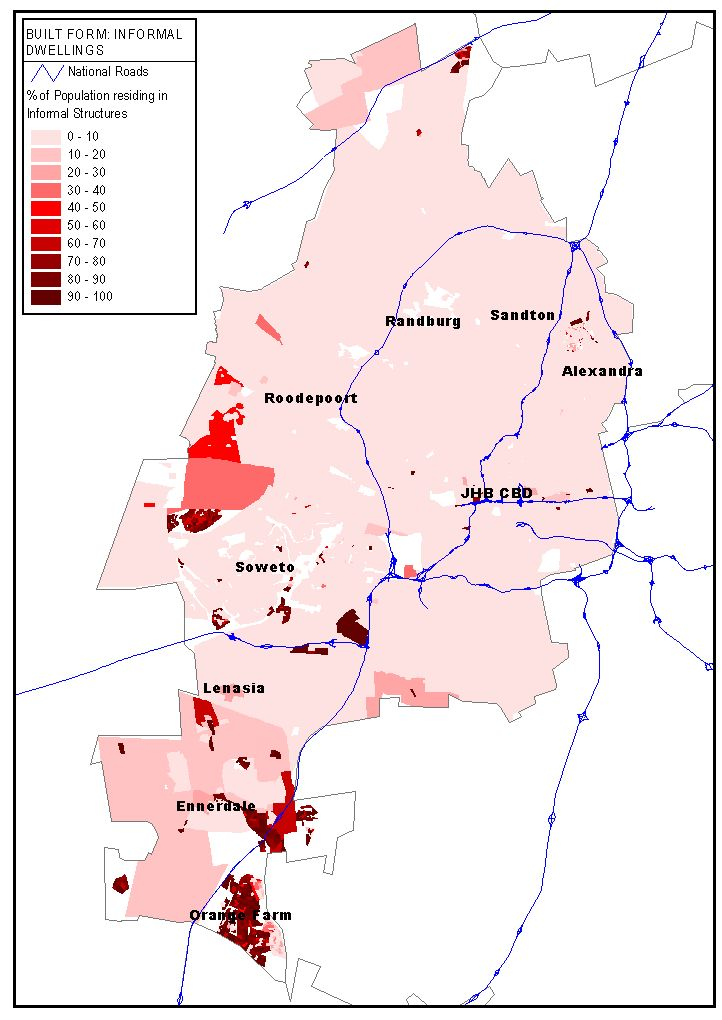 BUILT FORM: INFORMAL
DWELLINGS
National Roads
% of Population residing in
Informal Structures
0 - 10
10 - 20
20 - 30
30 - 40
40 - 50
50 - 60
60 - 70
70 - 80
80 - 90
90 - 100
Randburg
Sandton
Alexandra
Roodepoort
JHB CBD
Soweto
Lenasia
Ennerdale
Orange Farm